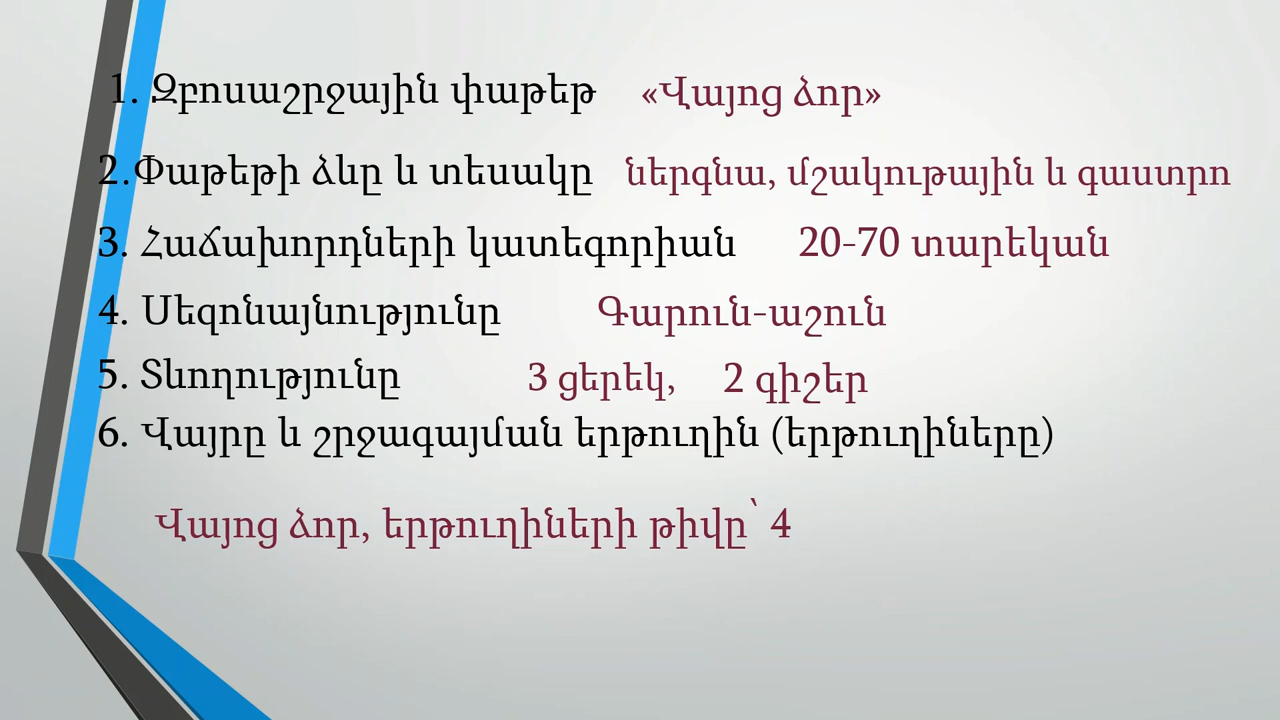 1. Զբոսաշրջային փաթեթ «Վայոց ձոր»
2.Փաթեթի ձևը և տեսակը ներգնա, մշակութային և գաստրո
3. Հաճախորդների կատեգորիան 20-70 տարեկան
4. Սեզոնայնությունը Գարուն-աշուն
5. Տևողությունը 3 ցերեկ, 2 գիշեր
6. Վայրը և շրջագայման երթուղին (երթուղիները)
Վայոց ձոր, երթուղիների թիվը՝ 4